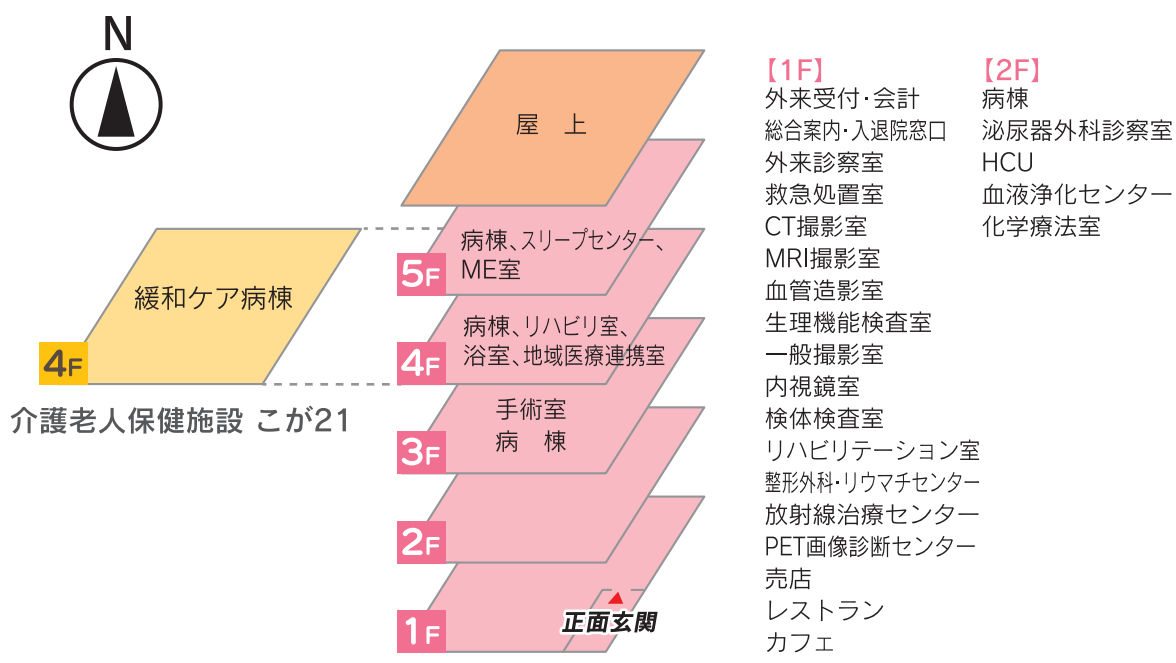 N
屋 上
病棟、スリープセンター、
ME室
5F
病棟、リハビリ室、
浴室、地域医療連携室
4F
手術室
病 棟
3F
2F
1F
正面玄関
緩和ケア病棟
4F
介護老人保健施設 こが21
【1F】
外来受付・会計
総合案内・入退院窓口
外来診察室
救急処置室
CT撮影室
MRI撮影室
血管造影室
生理機能検査室
一般撮影室
内視鏡室
検体検査室
リハビリテーション室
整形外科・リウマチセンター
放射線治療センター
PET画像診断センター
売店
レストラン
カフェ
【2F】
病棟
泌尿器外科診察室
HCU
血液浄化センター
化学療法室